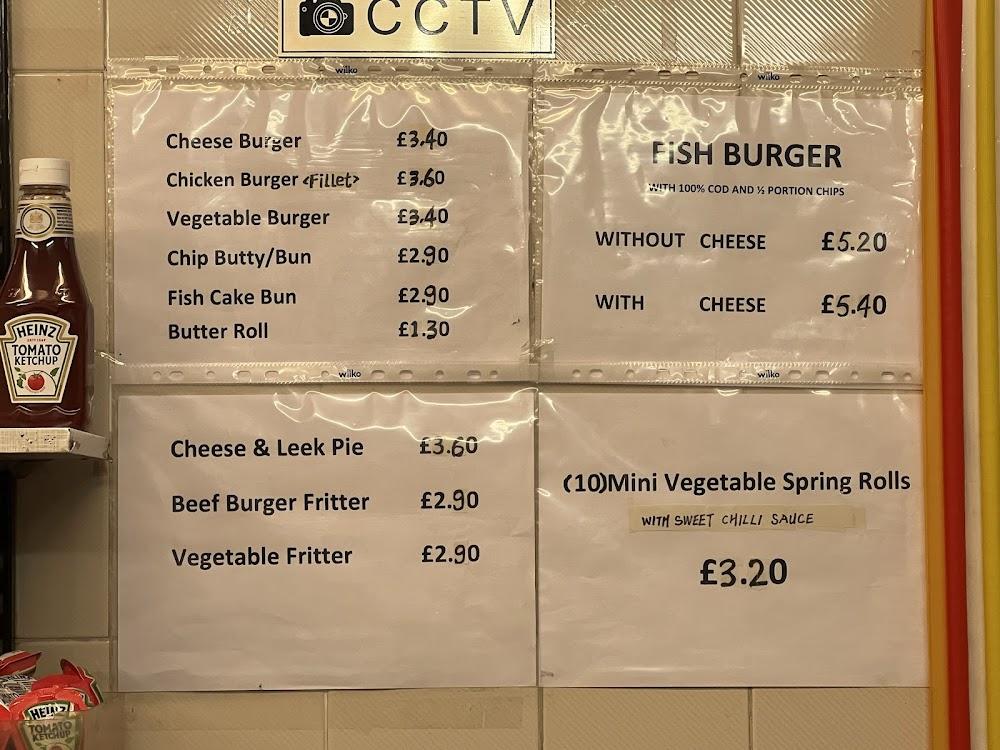 CCTV
wilko
wilko
Cheese Burger £3.40
Chicken Burger <Fillet> £3.60
Vegetable Burger £3.40
Chip Butty/Bun £2.90
Fish Cake Bun £2.90
Butter Roll £1.30
wilko
FISH BURGER
WITH 100% COD AND ½ PORTION CHIPS
WITHOUT CHEESE £5.20
WITH CHEESE £5.40
wilko
Cheese & Leek Pie £3.60
Beef Burger Fritter £2.90
Vegetable Fritter £2.90
(10)Mini Vegetable Spring Rolls
WITH SWEET CHILLI SAUCE
£3.20
HEINZ
TOMATO
KETCHUP
HEINZ
TOMATO
KETCHUP